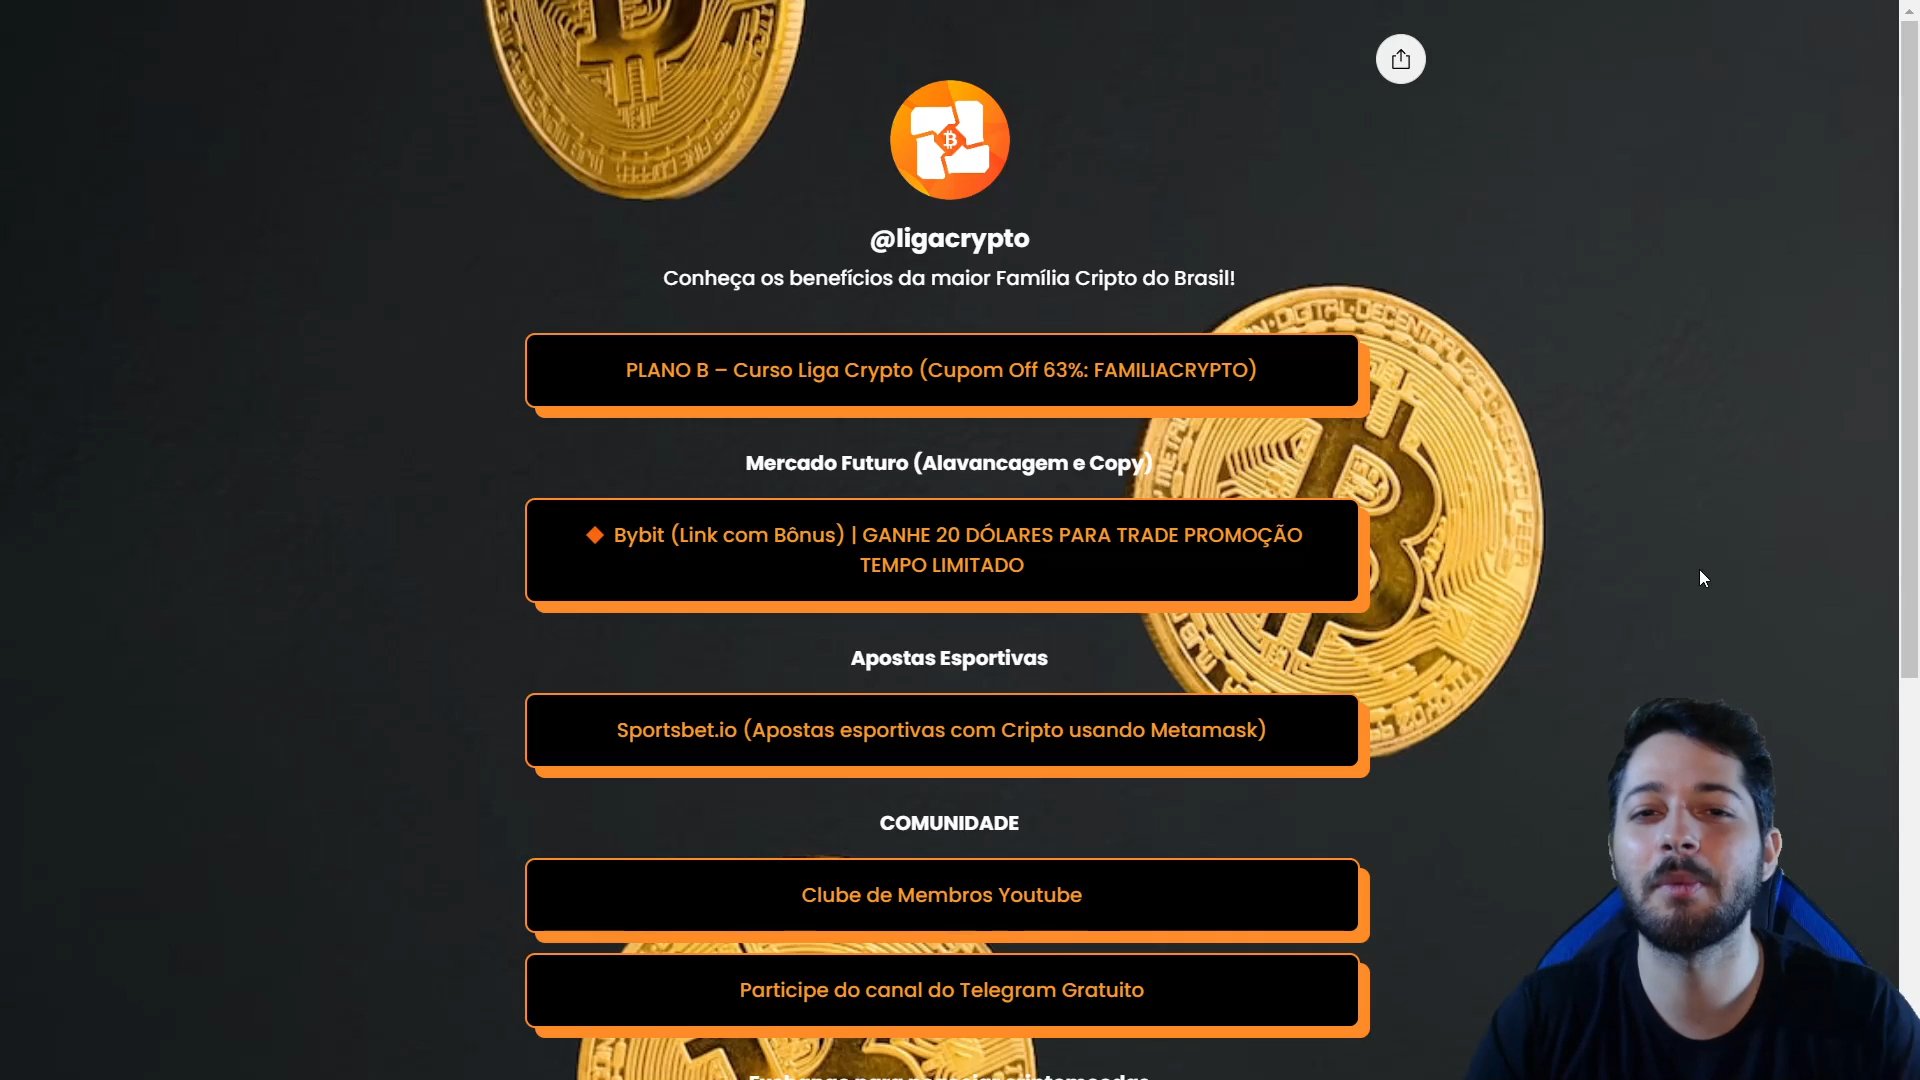 @ligacrypto
Conheça os benefícios da maior Família Cripto do Brasil!
PLANO B – Curso Liga Crypto (Cupom Off 63%: FAMILIACRYPTO)
Mercado Futuro (Alavancagem e Copy)
🔸 Bybit (Link com Bônus) | GANHE 20 DÓLARES PARA TRADE PROMOÇÃO
TEMPO LIMITADO
Apostas Esportivas
Sportsbet.io (Apostas esportivas com Cripto usando Metamask)
COMUNIDADE
Clube de Membros Youtube
Participe do canal do Telegram Gratuito